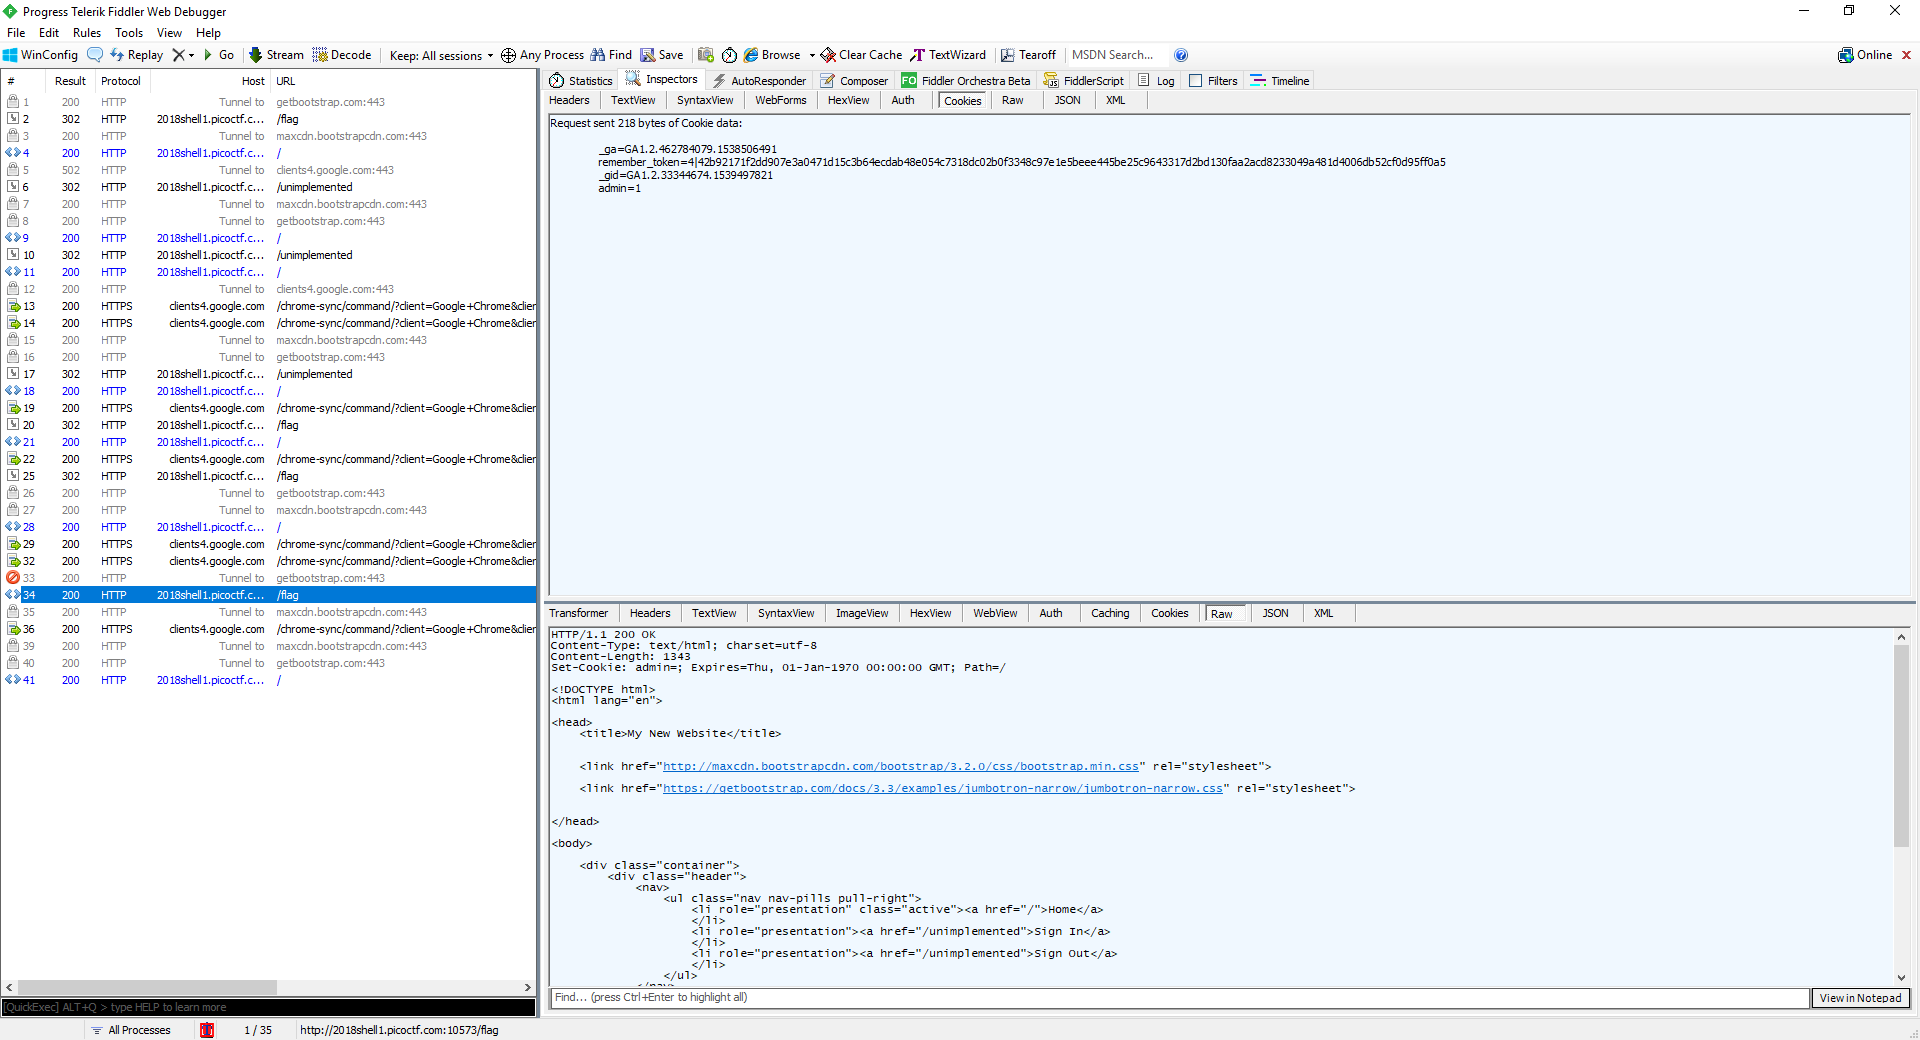 Progress Telerik Fiddler Web Debugger
File Edit Rules Tools View Help
WinConfig Replay Go Stream Decode Keep: All sessions Any Process Find Save Browse Clear Cache TextWizard Tearoff MSDN Search... Online
# Result Protocol Host URL
1 200 HTTP Tunnel to getbootstrap.com:443
2 302 HTTP 2018shell1.picoctf.c... /flag
3 200 HTTP Tunnel to maxcdn.bootstrapcdn.com:443
4 200 HTTP 2018shell1.picoctf.c... /
5 502 HTTP Tunnel to clients4.google.com:443
6 302 HTTP 2018shell1.picoctf.c... /unimplemented
7 200 HTTP Tunnel to maxcdn.bootstrapcdn.com:443
8 200 HTTP Tunnel to getbootstrap.com:443
9 200 HTTP 2018shell1.picoctf.c... /
10 302 HTTP 2018shell1.picoctf.c... /unimplemented
11 200 HTTP 2018shell1.picoctf.c... /
12 200 HTTP Tunnel to clients4.google.com:443
13 200 HTTPS clients4.google.com /chrome-sync/command/?client=Google+Chrome&clier
14 200 HTTPS clients4.google.com /chrome-sync/command/?client=Google+Chrome&clier
15 200 HTTP Tunnel to maxcdn.bootstrapcdn.com:443
16 200 HTTP Tunnel to getbootstrap.com:443
17 302 HTTP 2018shell1.picoctf.c... /unimplemented
18 200 HTTP 2018shell1.picoctf.c... /
19 200 HTTPS clients4.google.com /chrome-sync/command/?client=Google+Chrome&clier
20 302 HTTP 2018shell1.picoctf.c... /flag
21 200 HTTP 2018shell1.picoctf.c... /
22 200 HTTPS clients4.google.com /chrome-sync/command/?client=Google+Chrome&clier
25 302 HTTP 2018shell1.picoctf.c... /flag
26 200 HTTP Tunnel to getbootstrap.com:443
27 200 HTTP Tunnel to maxcdn.bootstrapcdn.com:443
28 200 HTTP 2018shell1.picoctf.c... /
29 200 HTTPS clients4.google.com /chrome-sync/command/?client=Google+Chrome&clier
32 200 HTTPS clients4.google.com /chrome-sync/command/?client=Google+Chrome&clier
33 200 HTTP Tunnel to getbootstrap.com:443
34 200 HTTP 2018shell1.picoctf.c... /flag
35 200 HTTP Tunnel to maxcdn.bootstrapcdn.com:443
36 200 HTTPS clients4.google.com /chrome-sync/command/?client=Google+Chrome&clier
39 200 HTTP Tunnel to maxcdn.bootstrapcdn.com:443
40 200 HTTP Tunnel to getbootstrap.com:443
41 200 HTTP 2018shell1.picoctf.c... /
[QuickExec] ALT+Q > type HELP to learn more
Statistics Inspectors AutoResponder Composer FO Fiddler Orchestra Beta FiddlerScript Log Filters Timeline
Headers TextView SyntaxView WebForms HexView Auth Cookies Raw JSON XML
Request sent 218 bytes of Cookie data:
_ga=GA1.2.462784079.1538506491
remember_token=4|42b92171f2dd907e3a0471d15c3b64ecdab48e054c7318dc02b0f3348c97e1e5beee445be25c9643317d2bd130faa2acd8233049a481d4006db52cf0d95ff0a5
_gid=GA1.2.33344674.1539497821
admin=1
Transformer Headers TextView SyntaxView ImageView HexView WebView Auth Caching Cookies Raw JSON XML
HTTP/1.1 200 OK
Content-Type: text/html; charset=utf-8
Content-Length: 1343
Set-Cookie: admin=; Expires=Thu, 01-Jan-1970 00:00:00 GMT; Path=/
<!DOCTYPE html>
<html lang="en">
<head>
<title>My New Website</title>
<link href="http://maxcdn.bootstrapcdn.com/bootstrap/3.2.0/css/bootstrap.min.css" rel="stylesheet">
<link href="https://getbootstrap.com/docs/3.3/examples/jumbotron-narrow/jumbotron-narrow.css" rel="stylesheet">
</head>
<body>
<div class="container">
<div class="header">
<nav>
<ul class="nav nav-pills pull-right">
<li role="presentation" class="active"><a href="/">Home</a>
</li>
<li role="presentation"><a href="/unimplemented">Sign In</a>
</li>
<li role="presentation"><a href="/unimplemented">Sign Out</a>
</li>
</ul>
</nav>
Find... (press Ctrl+Enter to highlight all) View in Notepad
All Processes 1 / 35 http://2018shell1.picoctf.com:10573/flag